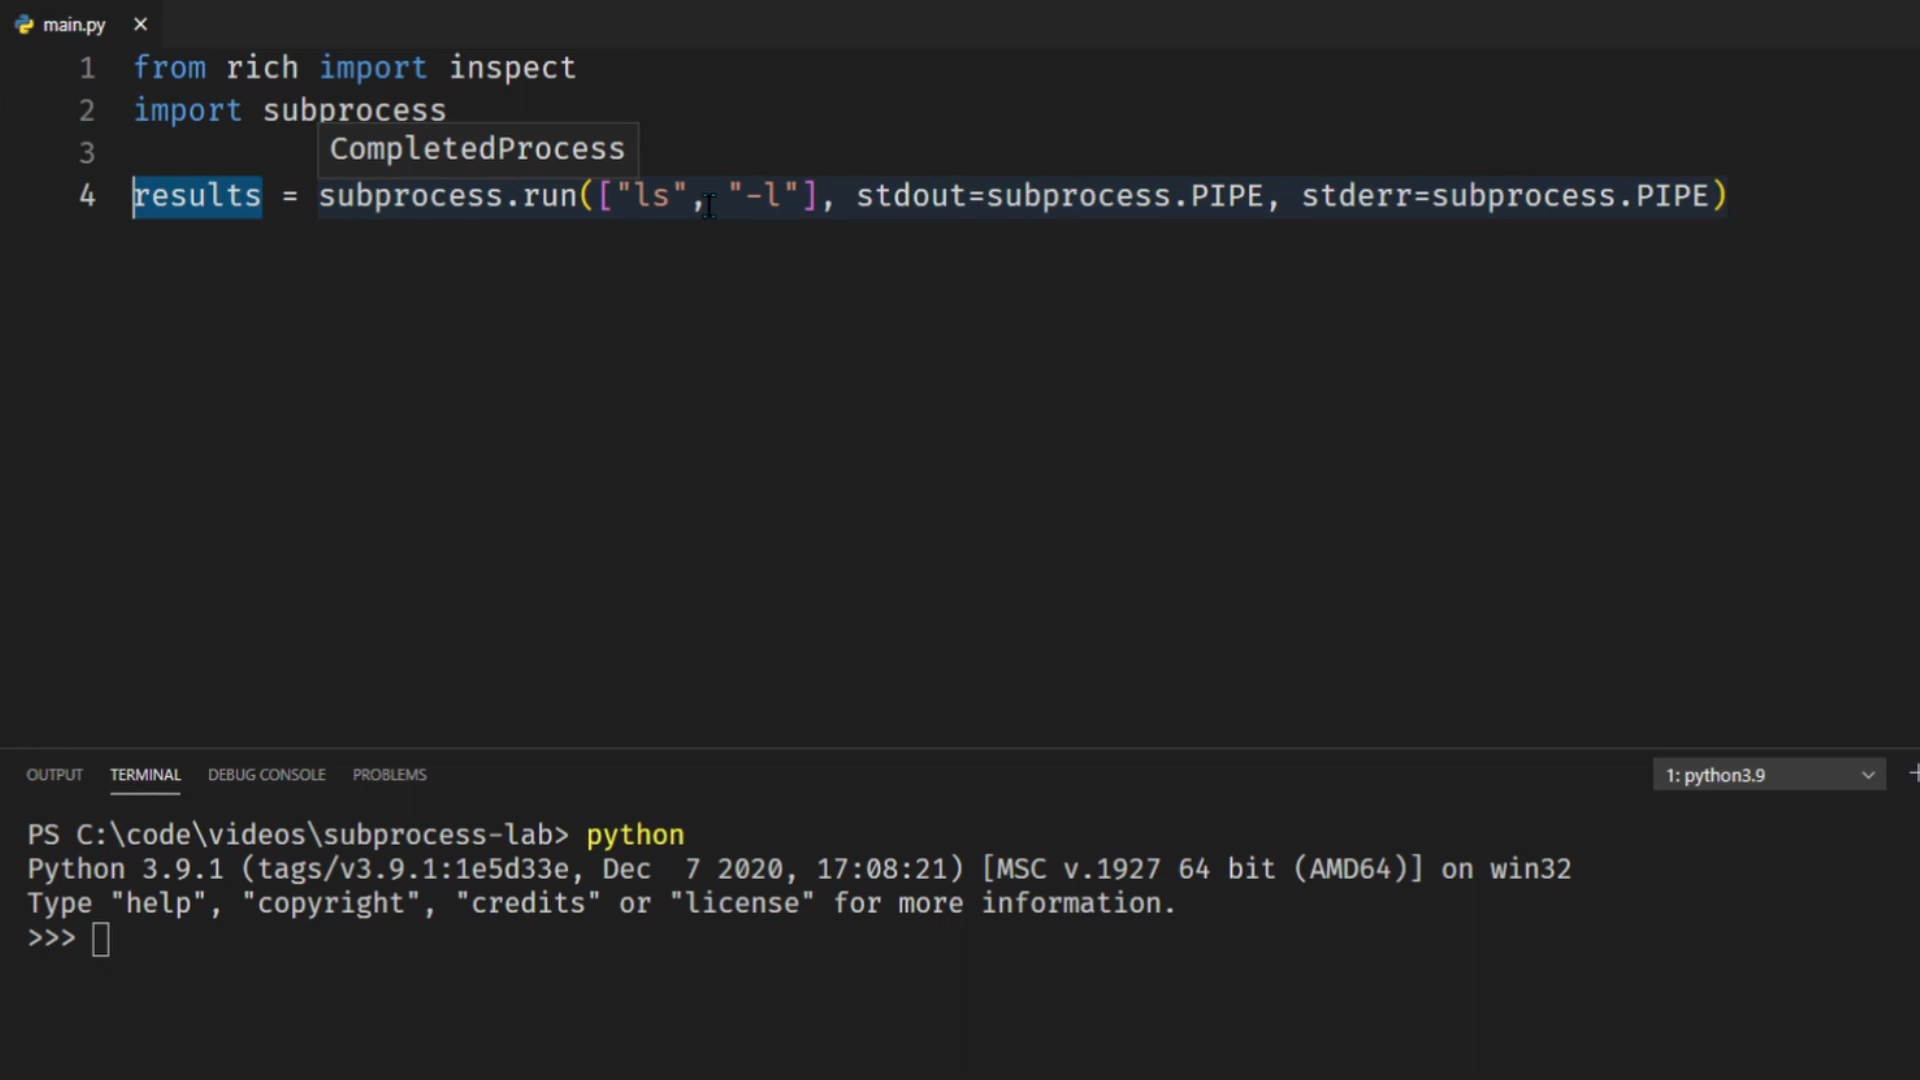 main.py
1 from rich import inspect
2 import subprocess
CompletedProcess
3
4 results = subprocess.run(["ls", "-l"], stdout=subprocess.PIPE, stderr=subprocess.PIPE)
OUTPUT TERMINAL DEBUG CONSOLE PROBLEMS 1: python3.9
PS C:\code\videos\subprocess-lab> python
Python 3.9.1 (tags/v3.9.1:1e5d33e, Dec  7 2020, 17:08:21) [MSC v.1927 64 bit (AMD64)] on win32
Type "help", "copyright", "credits" or "license" for more information.
>>>